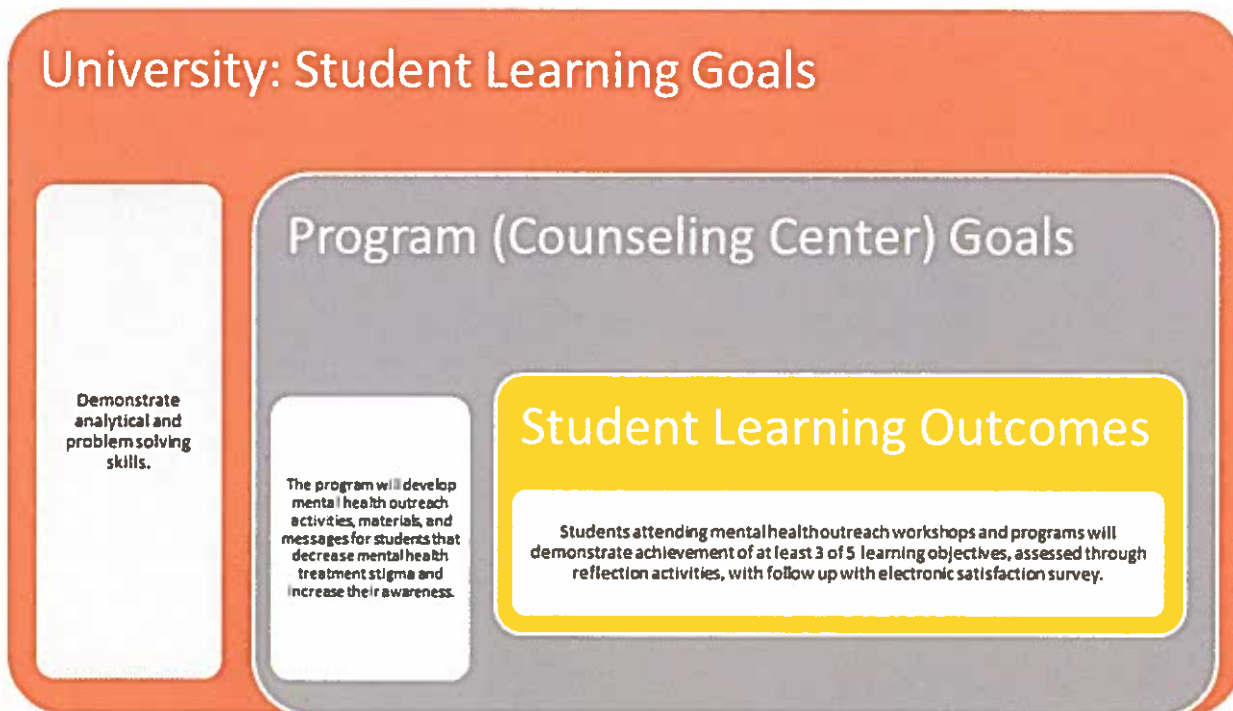 University: Student Learning Goals
Program (Counseling Center) Goals
Demonstrate
analytical and
problem solving
skills.
Student Learning Outcomes
The program will develop
mental health outreach
activities, materials, and
messages for students that
decrease mental health
treatment stigma and
increase their awareness.
Students attending mental health outreach workshops and programs will
demonstrate achievement of at least 3 of 5 learning objectives, assessed through
reflection activities, with follow up with electronic satisfaction survey.